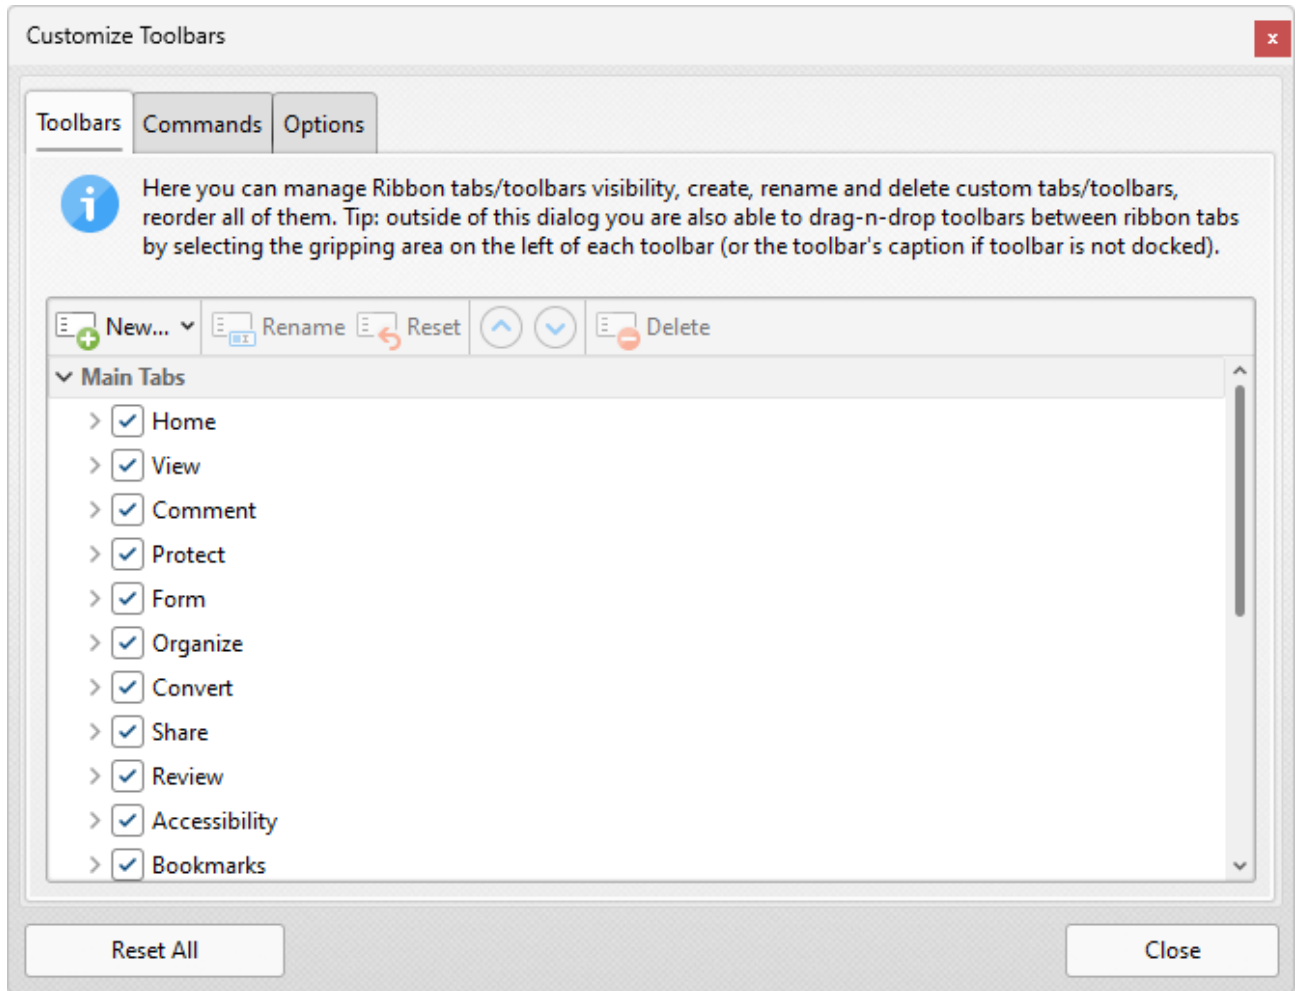 Customize Toolbars
x
Toolbars Commands Options
Here you can manage Ribbon tabs/toolbars visibility, create, rename and delete custom tabs/toolbars,
reorder all of them. Tip: outside of this dialog you are also able to drag-n-drop toolbars between ribbon tabs
by selecting the gripping area on the left of each toolbar (or the toolbar's caption if toolbar is not docked).
New... Rename Reset Delete
Main Tabs
Home
View
Comment
Protect
Form
Organize
Convert
Share
Review
Accessibility
Bookmarks
Reset All Close